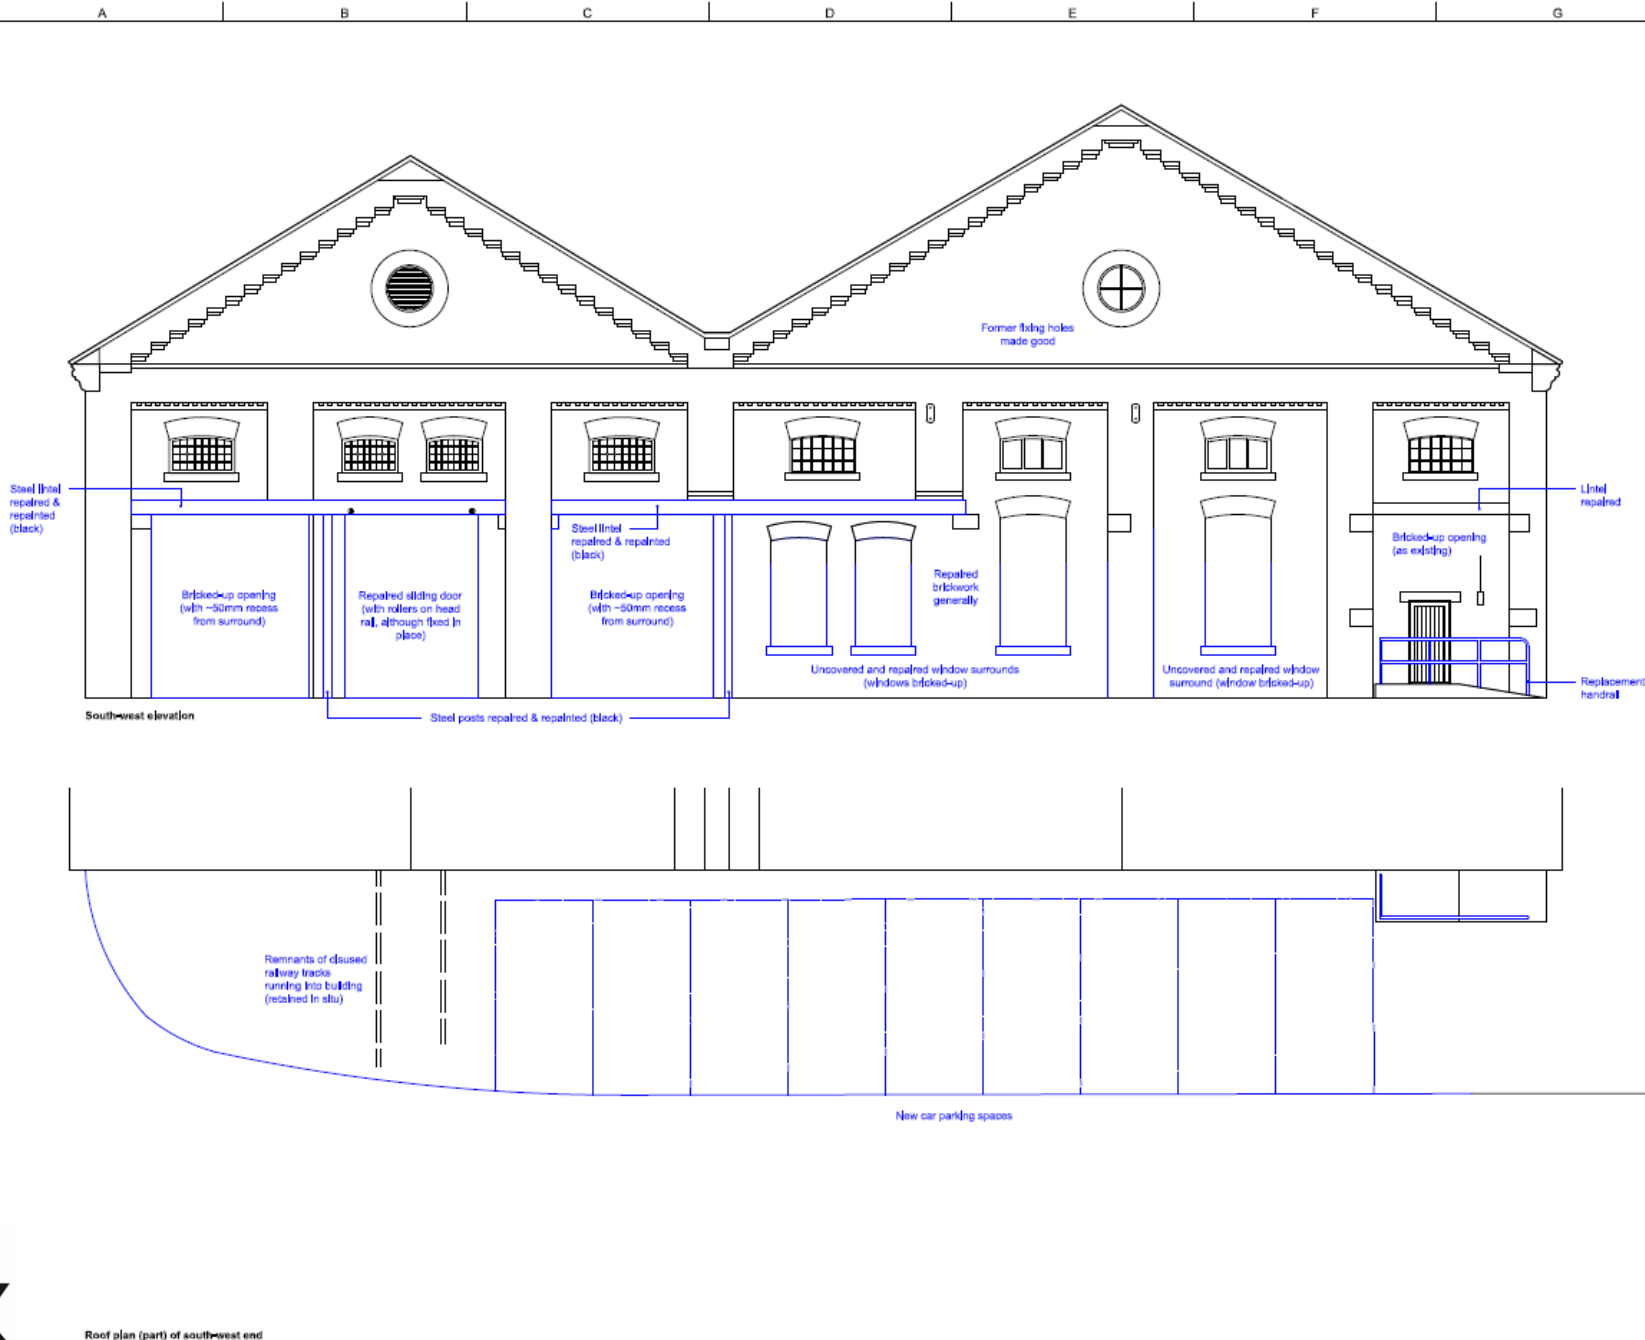 A B C D E F G
Former fixing holes
made good
Steel lintel
repaired &
repainted
(black)
Steel lintel
repaired & repainted
(black)
Lintel
repaired
Bricked-up opening
(as existing)
Bricked-up opening
(with ~50mm recess
from surround)
Repaired sliding door
(with rollers on head
rail, although fixed in
place)
Bricked-up opening
(with ~50mm recess
from surround)
Repaired
brickwork
generally
Uncovered and repaired window surrounds
(windows bricked-up)
Uncovered and repaired window
surround (window bricked-up)
Replacement
handrail
South-west elevation
Steel posts repaired & repainted (black)
Remnants of disused
railway tracks
running into building
(retained in situ)
New car parking spaces
Roof plan (part) of south-west end